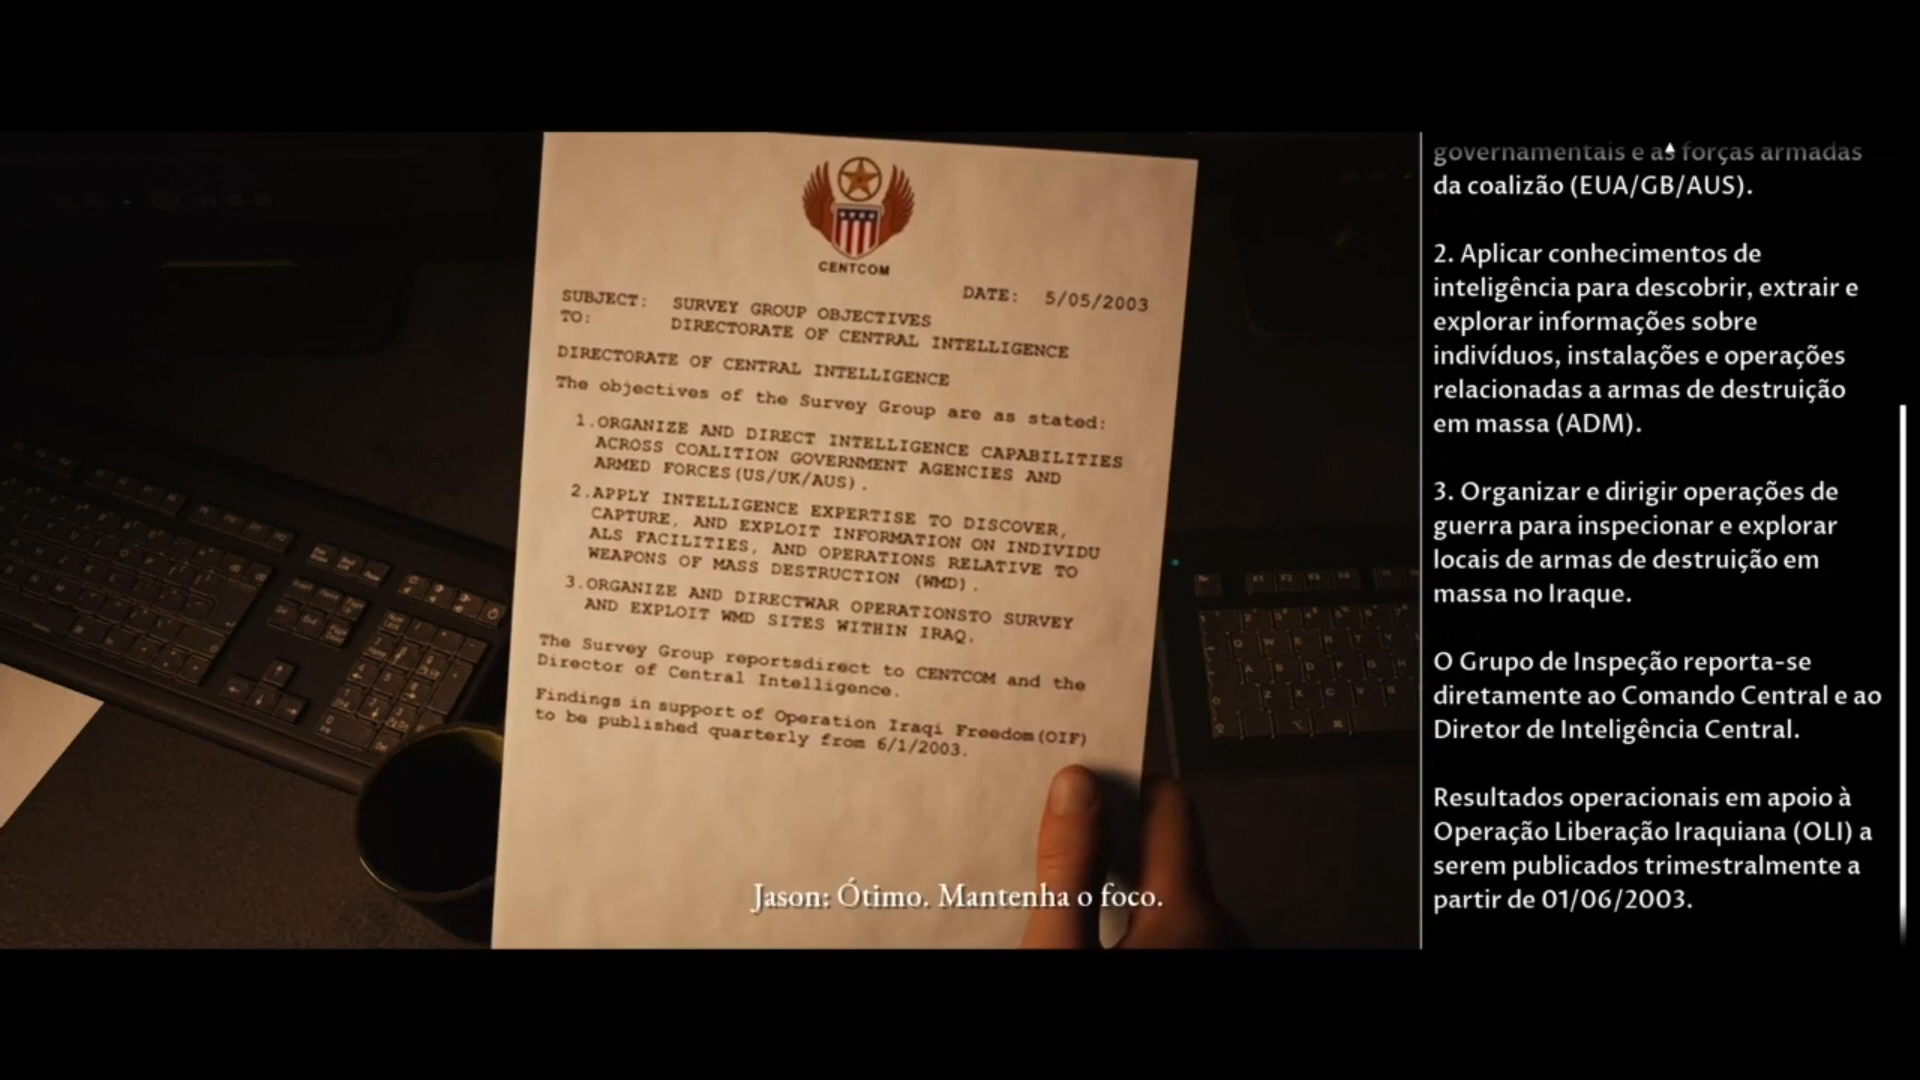 CENTCOM
DATE: 5/05/2003
SUBJECT: SURVEY GROUP OBJECTIVES
TO: DIRECTORATE OF CENTRAL INTELLIGENCE
DIRECTORATE OF CENTRAL INTELLIGENCE
The objectives of the Survey Group are as stated:
1.ORGANIZE AND DIRECT INTELLIGENCE CAPABILITIES
ACROSS COALITION GOVERNMENT AGENCIES AND
ARMED FORCES(US/UK/AUS).
2.APPLY INTELLIGENCE EXPERTISE TO DISCOVER,
CAPTURE, AND EXPLOIT INFORMATION ON INDIVIDU
ALS FACILITIES, AND OPERATIONS RELATIVE TO
WEAPONS OF MASS DESTRUCTION (WMD).
3.ORGANIZE AND DIRECTWAR OPERATIONSTO SURVEY
AND EXPLOIT WMD SITES WITHIN IRAQ.
The Survey Group reportsdirect to CENTCOM and the
Director of Central Intelligence.
Findings in support of Operation Iraqi Freedom(OIF)
to be published quarterly from 6/1/2003.
Jason: Ótimo. Mantenha o foco.
governamentais e as forças armadas
da coalizão (EUA/GB/AUS).
2. Aplicar conhecimentos de
inteligência para descobrir, extrair e
explorar informações sobre
indivíduos, instalações e operações
relacionadas a armas de destruição
em massa (ADM).
3. Organizar e dirigir operações de
guerra para inspecionar e explorar
locais de armas de destruição em
massa no Iraque.
O Grupo de Inspeção reporta-se
diretamente ao Comando Central e ao
Diretor de Inteligência Central.
Resultados operacionais em apoio à
Operação Liberação Iraquiana (OLI) a
serem publicados trimestralmente a
partir de 01/06/2003.